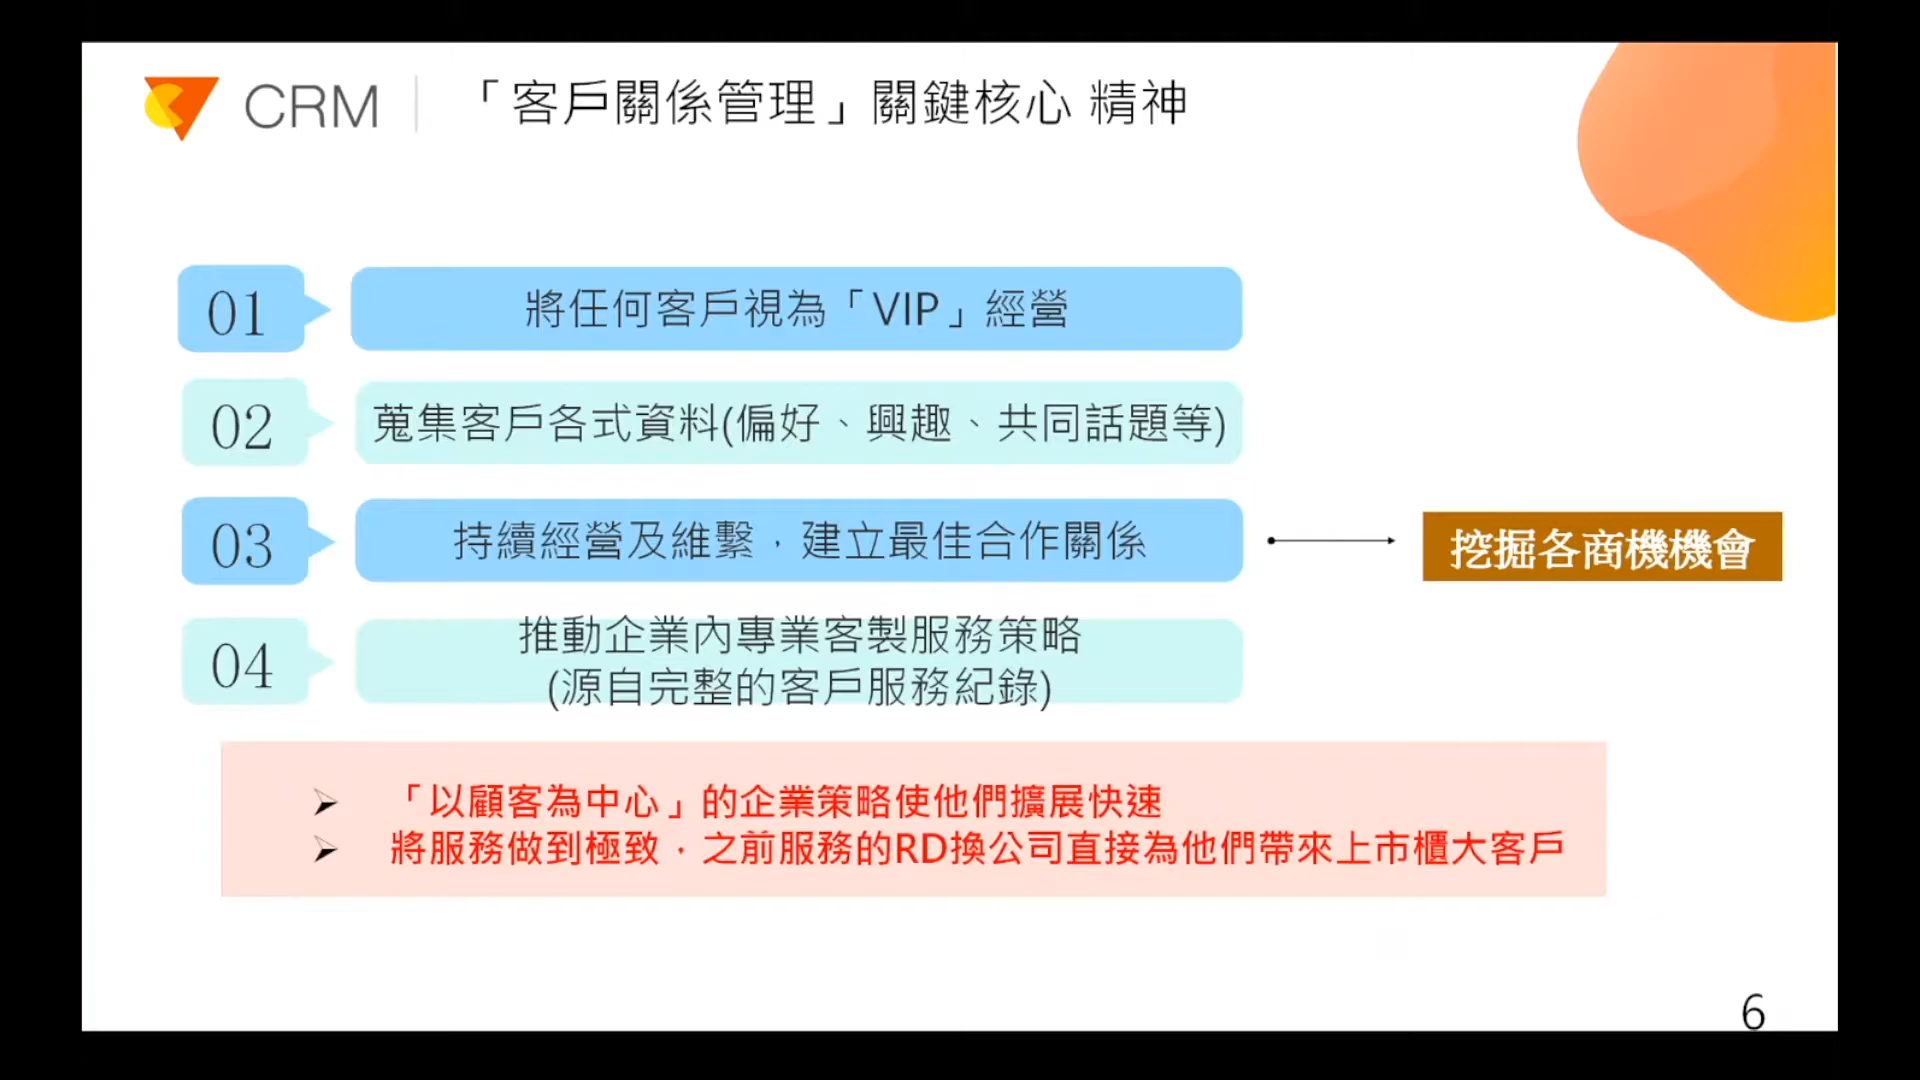 CRM
「客戶關係管理」關鍵核心 精神
01
將任何客戶視為「VIP」經營
02
蒐集客戶各式資料(偏好、興趣、共同話題等)
03
持續經營及維繫，建立最佳合作關係
挖掘各商機機會
04
推動企業內專業客製服務策略
(源自完整的客戶服務紀錄)
➢ 「以顧客為中心」的企業策略使他們擴展快速
➢ 將服務做到極致，之前服務的RD換公司直接為他們帶來上市櫃大客戶
6